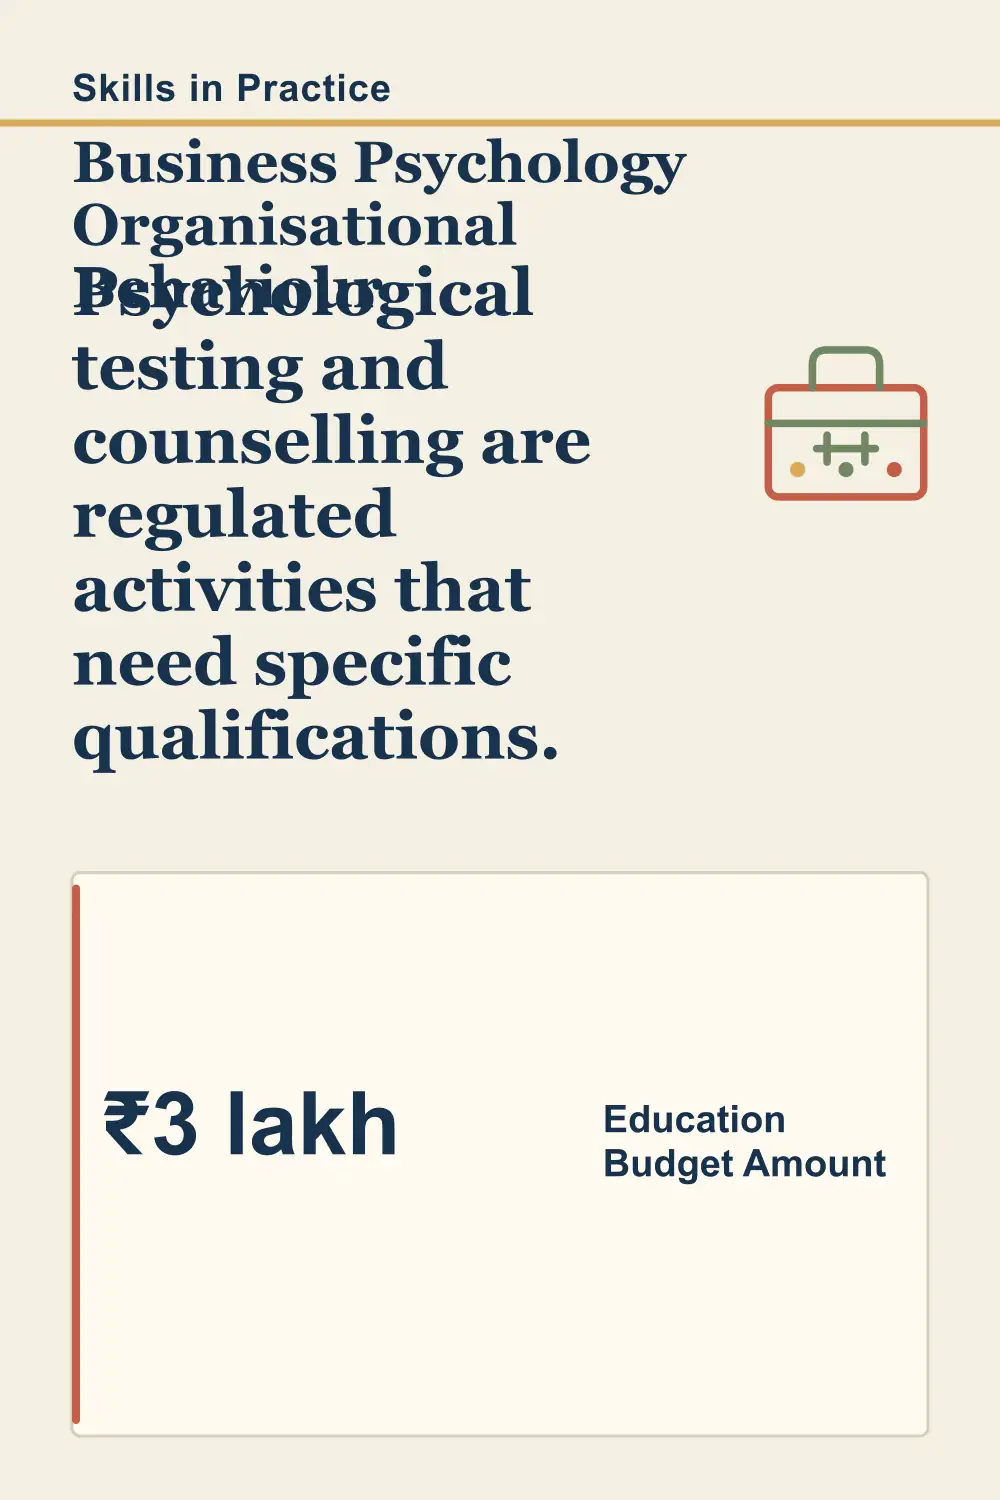 Skills in Practice
Business Psychology
Organisational
Behaviour
Psychological
testing and
counselling are
regulated
activities that
need specific
qualifications.
₹3 lakh
Education
Budget Amount